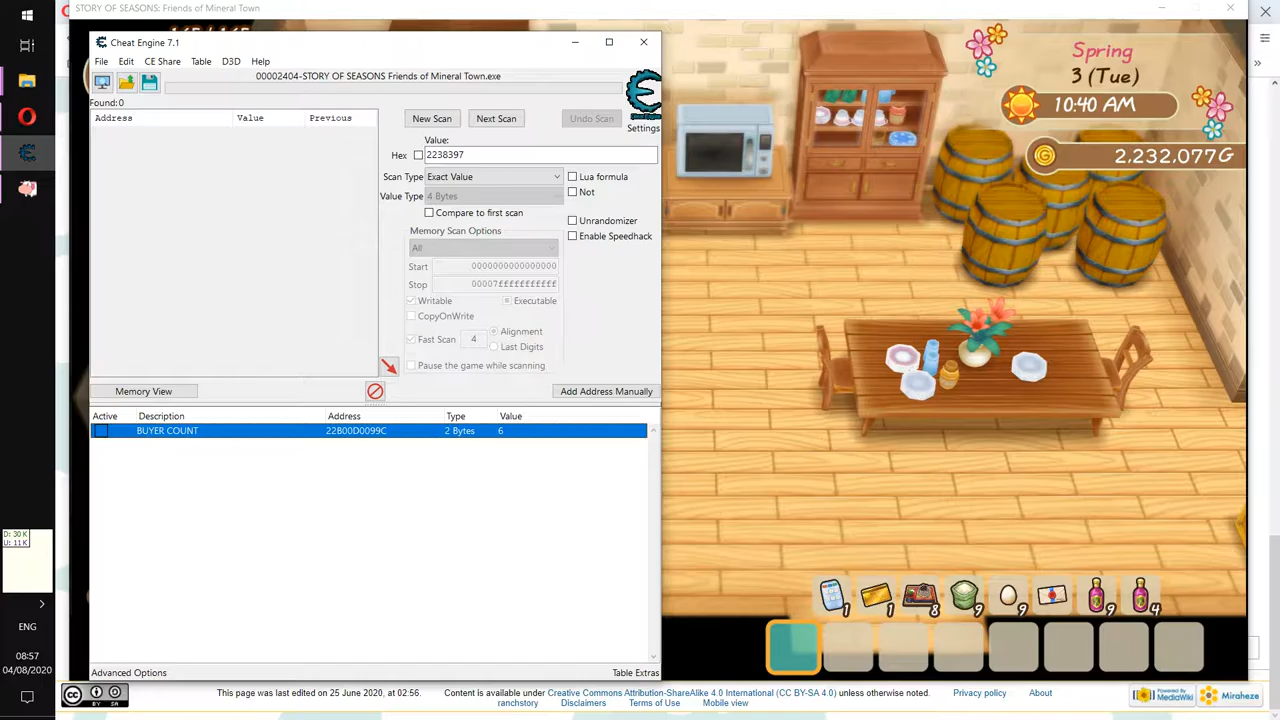 STORY OF SEASONS: Friends of Mineral Town
Cheat Engine 7.1
File Edit CE Share Table D3D Help
00002404-STORY OF SEASONS Friends of Mineral Town.exe
Found:0
Address Value Previous
New Scan Next Scan Undo Scan
Settings
Value:
Hex 2238397
Scan Type Exact Value
Lua formula
Not
Value Type 4 Bytes
Compare to first scan
Unrandomizer
Enable Speedhack
Memory Scan Options
All
Start 0000000000000000
Stop 00007fffffffffff
Writable Executable
CopyOnWrite
Fast Scan 4 Alignment
Last Digits
Pause the game while scanning
Memory View
Add Address Manually
Active Description Address Type Value
BUYER COUNT 22B00D0099C 2 Bytes 6
Advanced Options Table Extras
Spring
3 (Tue)
10:40 AM
G
2,232,077G
1 1 8 9 9 9 4
D: 30 K
U: 11 K
ENG
08:57
04/08/2020
cc BY SA
This page was last edited on 25 June 2020, at 02:56.
Content is available under Creative Commons Attribution-ShareAlike 4.0 International (CC BY-SA 4.0) unless otherwise noted.
Privacy policy About
ranchstory Disclaimers Terms of Use Mobile view
Powered By MediaWiki
Miraheze